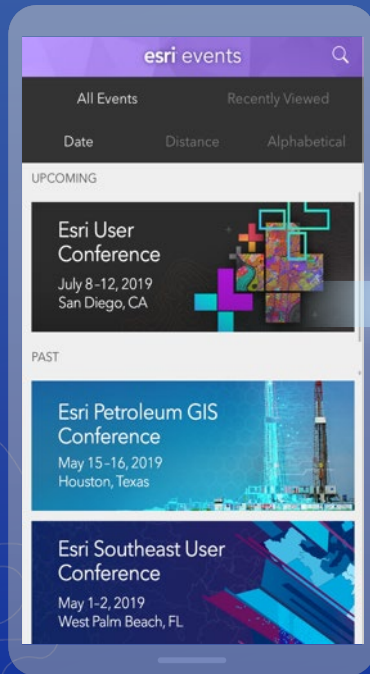 esri events
All Events Recently Viewed
Date Distance Alphabetical
UPCOMING
Esri User
Conference
July 8-12, 2019
San Diego, CA
PAST
Esri Petroleum GIS
Conference
May 15-16, 2019
Houston, Texas
Esri Southeast User
Conference
May 1-2, 2019
West Palm Beach, FL